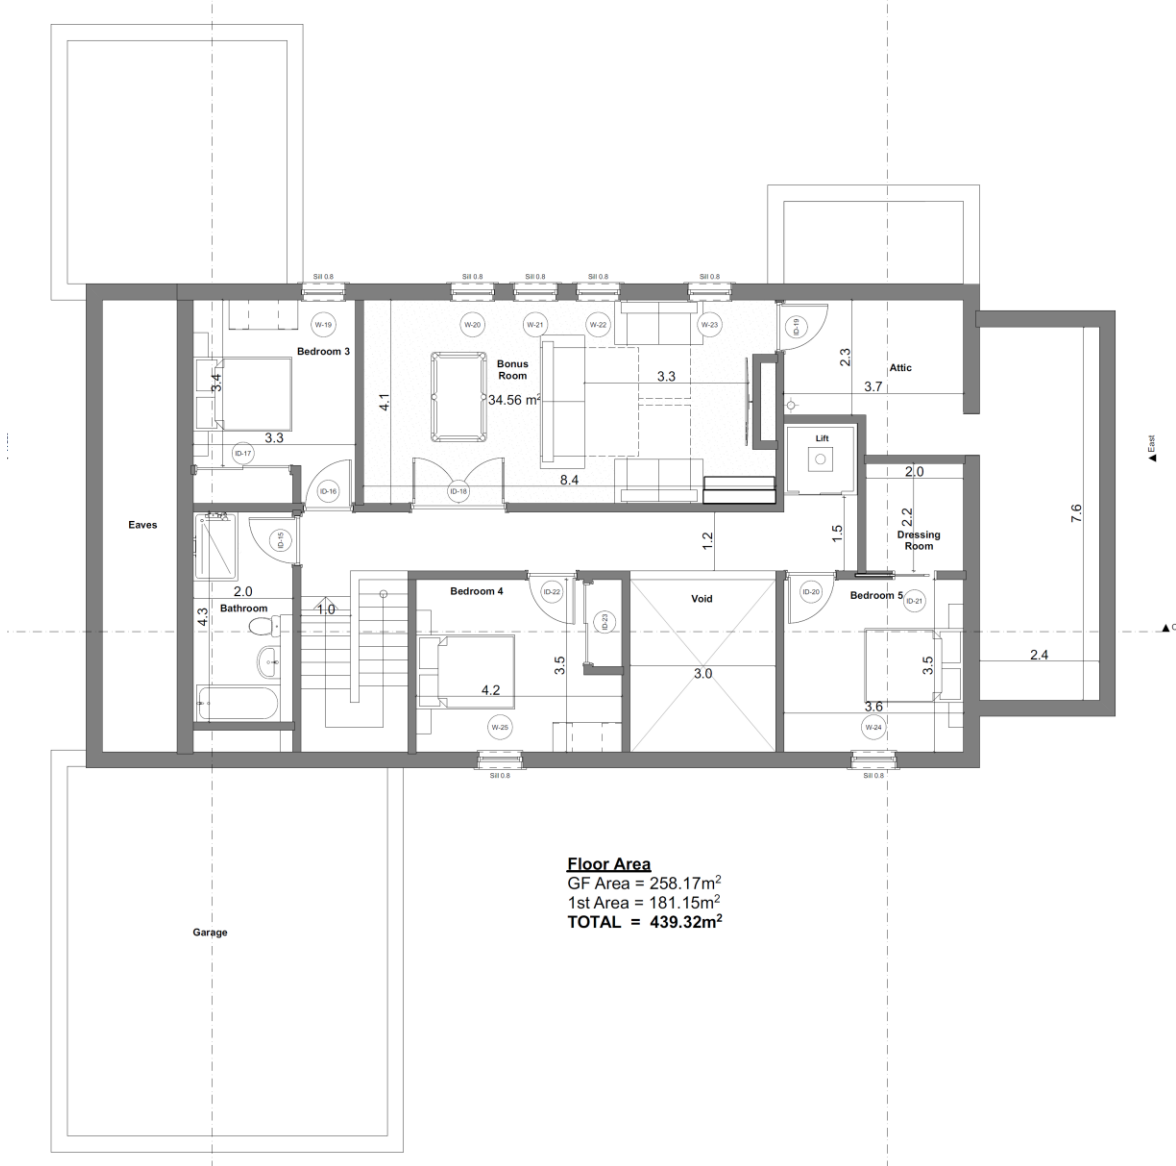 Sill 0.8
Sill 0.8
Sill 0.8
Sill 0.8
Sill 0.8
W-19
W-20
W-21
W-22
W-23
ID-19
Bedroom 3
Bonus
Room
34.56 m²
Attic
2.3
3.7
3.4
3.3
4.1
3.3
8.4
ID-17
ID-16
ID-18
Lift
East
2.0
2.2
Dressing
Room
7.6
Eaves
ID-15
1.2
1.5
2.0
4.3
Bathroom
1.0
Bedroom 4
ID-22
ID-23
Void
ID-20
Bedroom 5
ID-21
3.5
4.2
3.0
3.5
3.6
2.4
W-25
W-24
Sill 0.8
Sill 0.8
Floor Area
GF Area = 258.17m²
1st Area = 181.15m²
TOTAL = 439.32m²
Garage